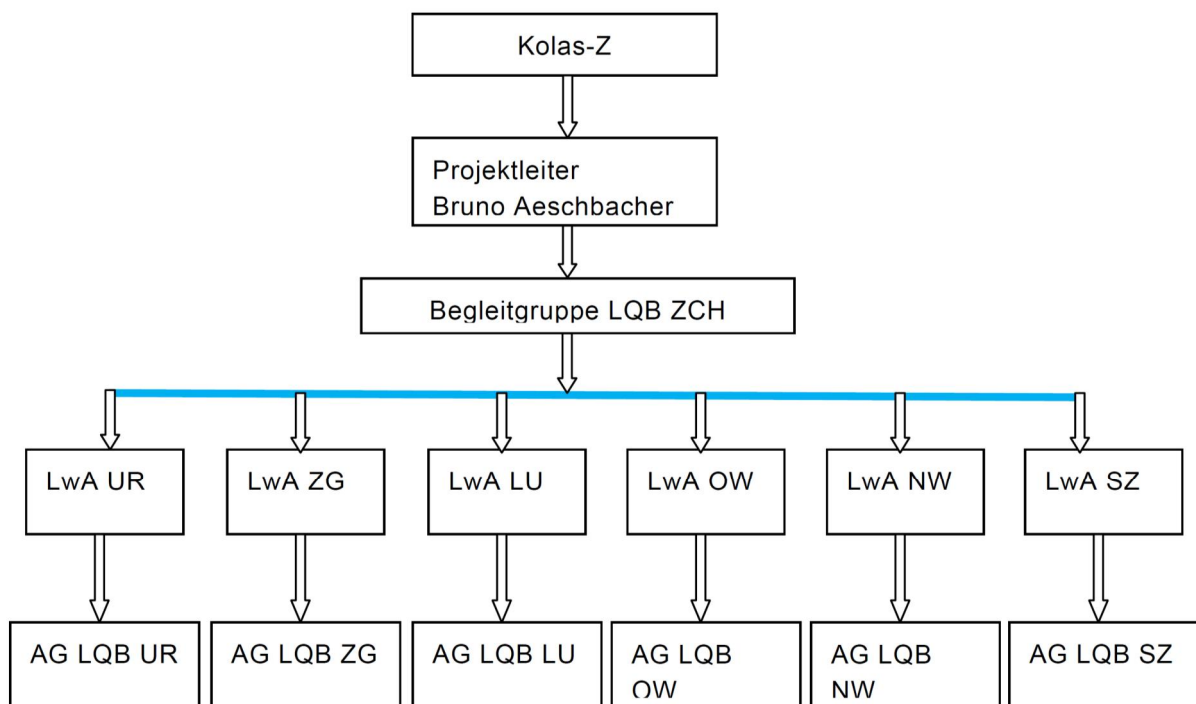 Kolas-Z
Projektleiter
Bruno Aeschbacher
Begleitgruppe LQB ZCH
LwA UR
LwA ZG
LwA LU
LwA OW
LwA NW
LwA SZ
AG LQB UR
AG LQB ZG
AG LQB LU
AG LQB
OW
AG LQB
NW
AG LQB SZ